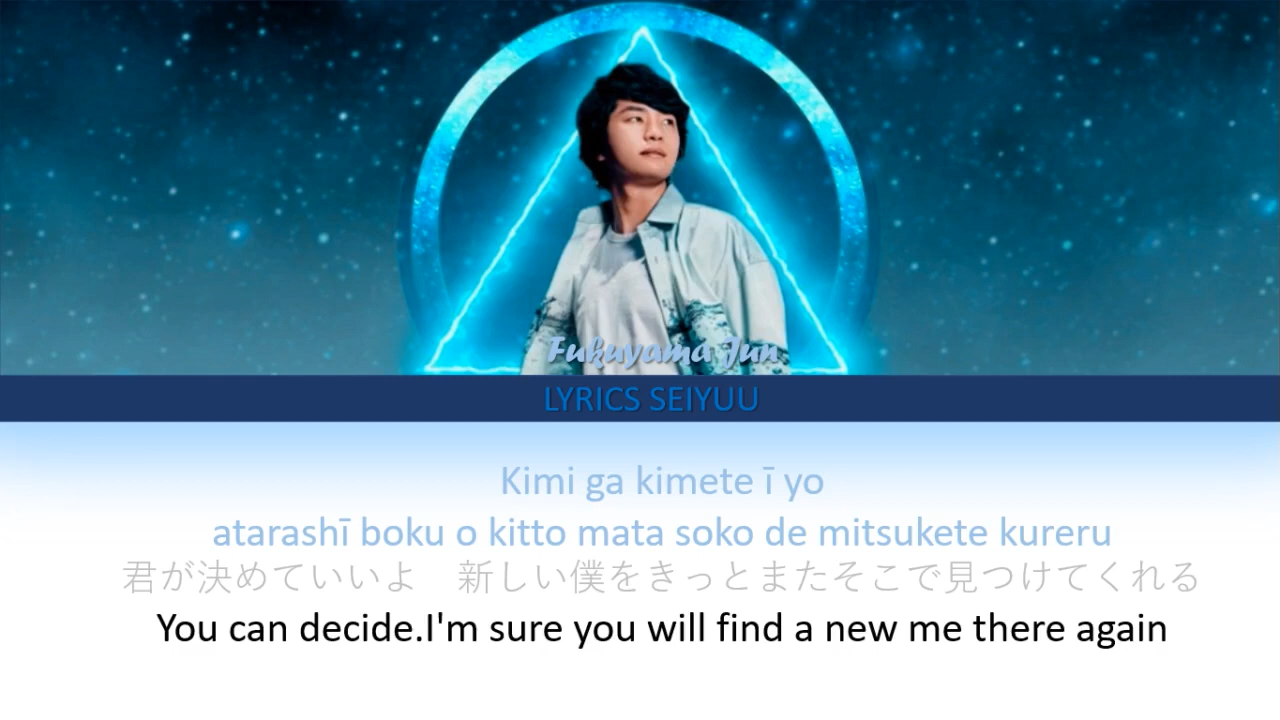 Fukuyama Jun
LYRICS SEIYUU
Kimi ga kimete ī yo
atarashī boku o kitto mata soko de mitsukete kureru
君が決めていいよ　新しい僕をきっとまたそこで見つけてくれる
You can decide.I'm sure you will find a new me there again